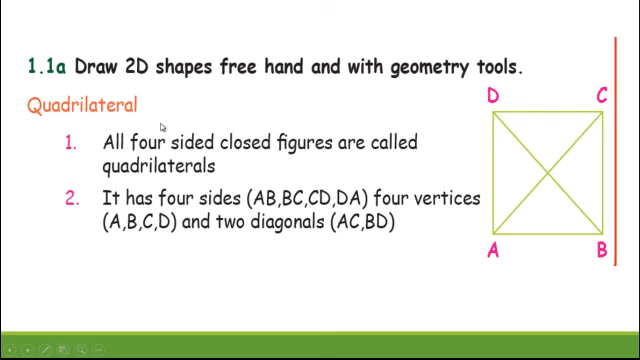 1.1a Draw 2D shapes free hand and with geometry tools.
Quadrilateral
1. All four sided closed figures are called
quadrilaterals
2. It has four sides (AB,BC,CD,DA) four vertices
(A,B,C,D) and two diagonals (AC,BD)
D C
A B